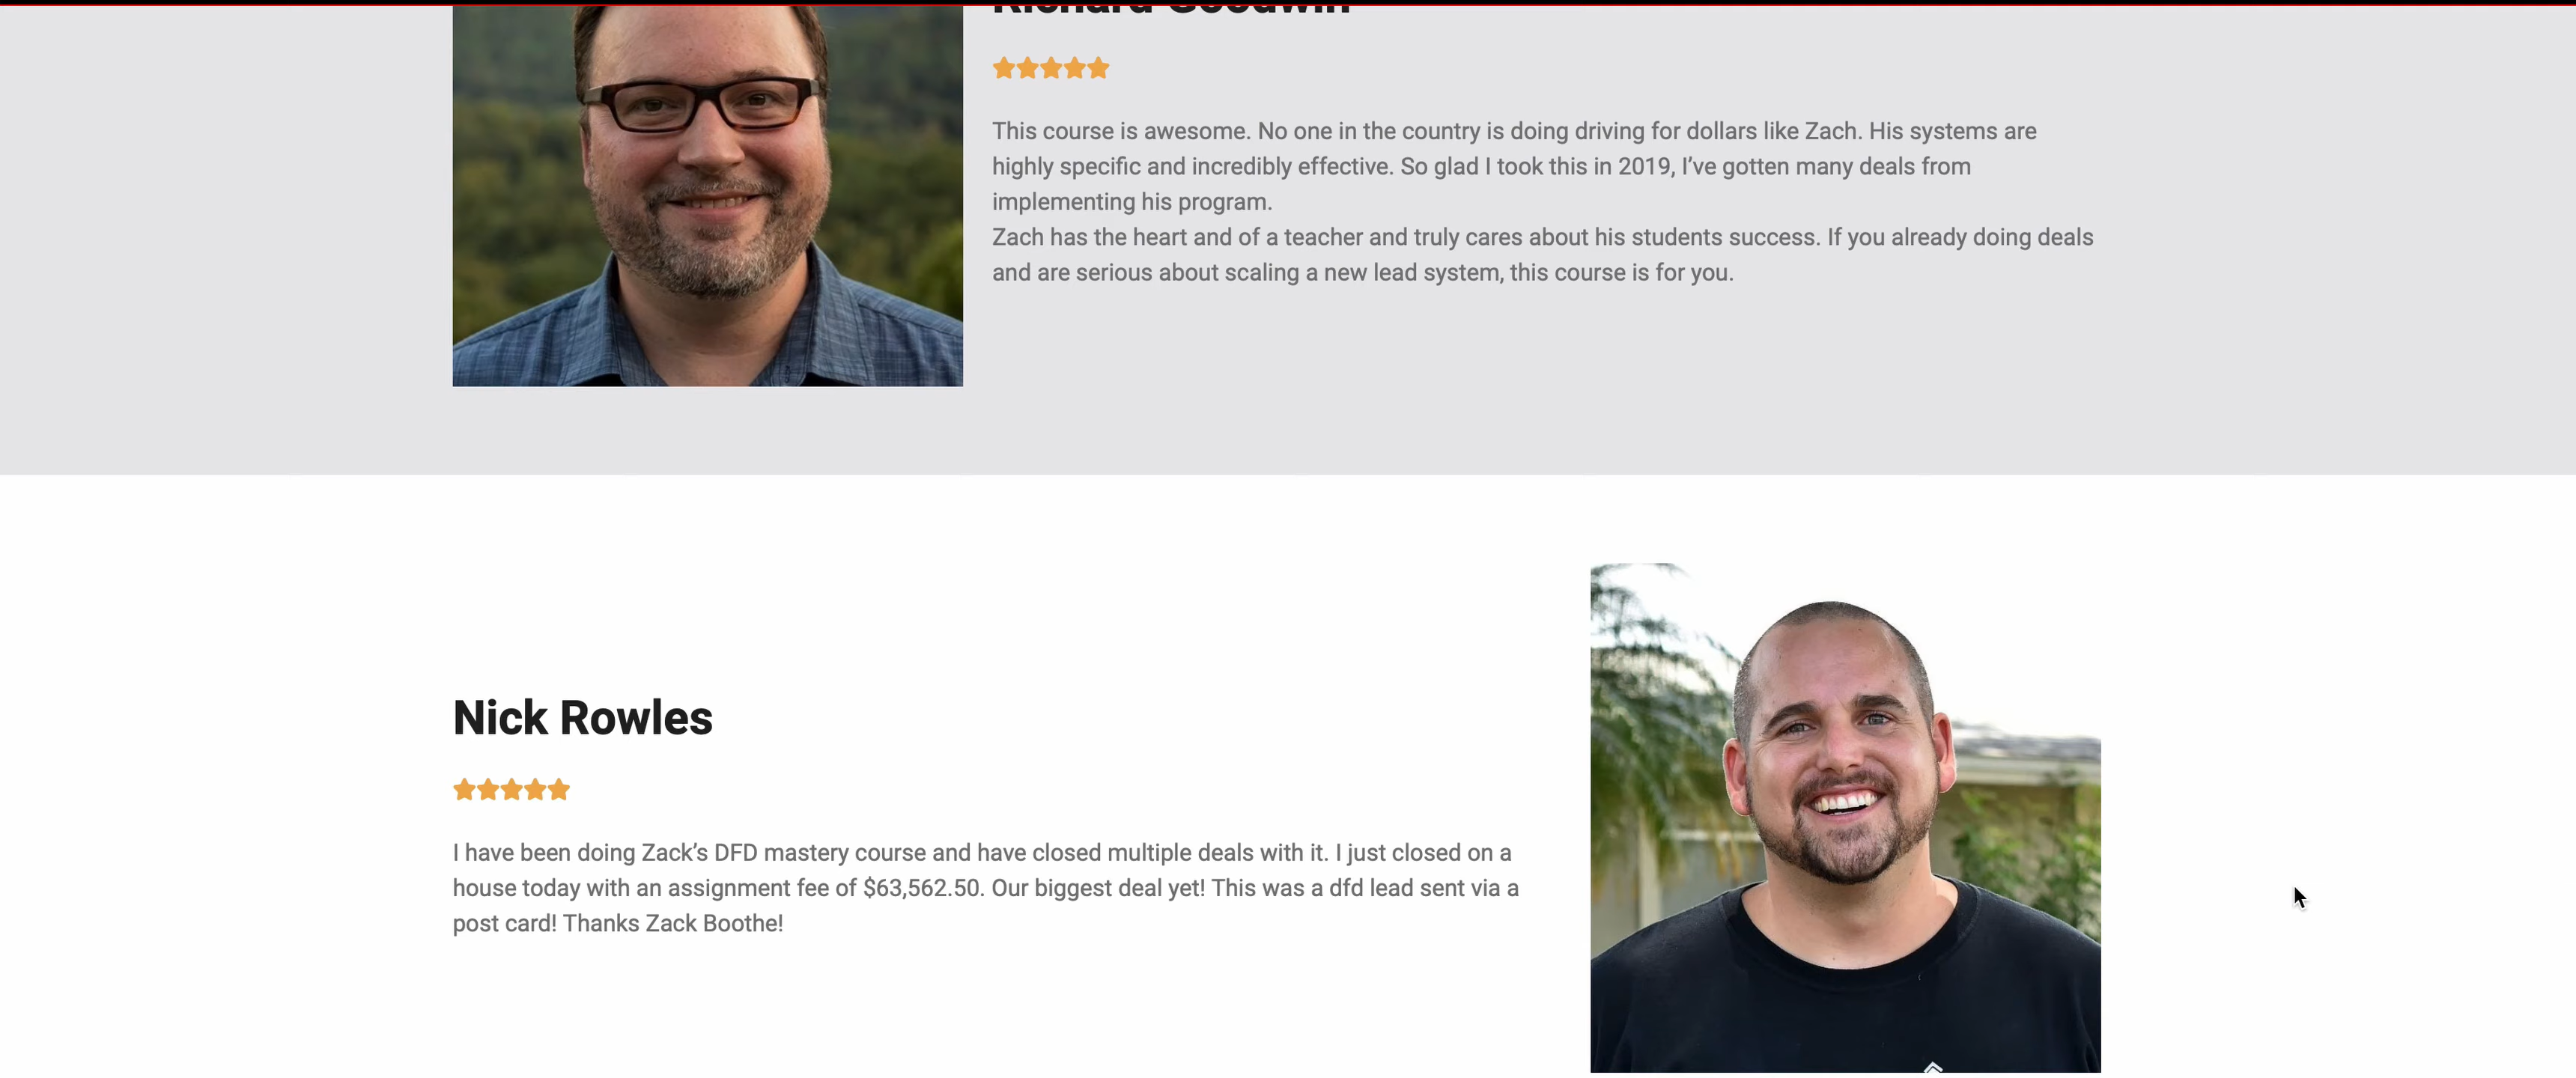 Richard Goodwin
This course is awesome. No one in the country is doing driving for dollars like Zach. His systems are
highly specific and incredibly effective. So glad I took this in 2019, I’ve gotten many deals from
implementing his program.
Zach has the heart and of a teacher and truly cares about his students success. If you already doing deals
and are serious about scaling a new lead system, this course is for you.
Nick Rowles
I have been doing Zack’s DFD mastery course and have closed multiple deals with it. I just closed on a
house today with an assignment fee of $63,562.50. Our biggest deal yet! This was a dfd lead sent via a
post card! Thanks Zack Boothe!